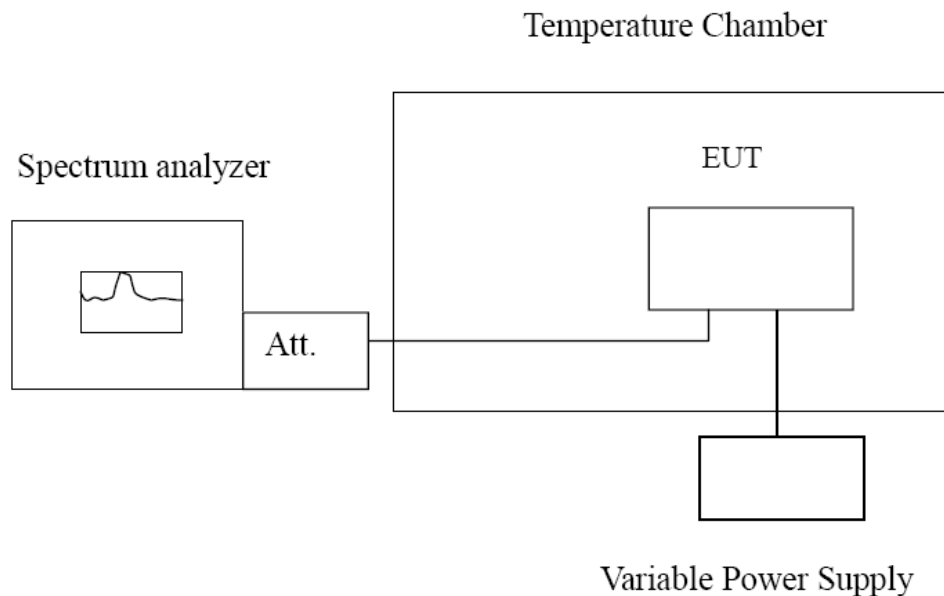 Temperature Chamber
Spectrum analyzer
EUT
Att.
Variable Power Supply